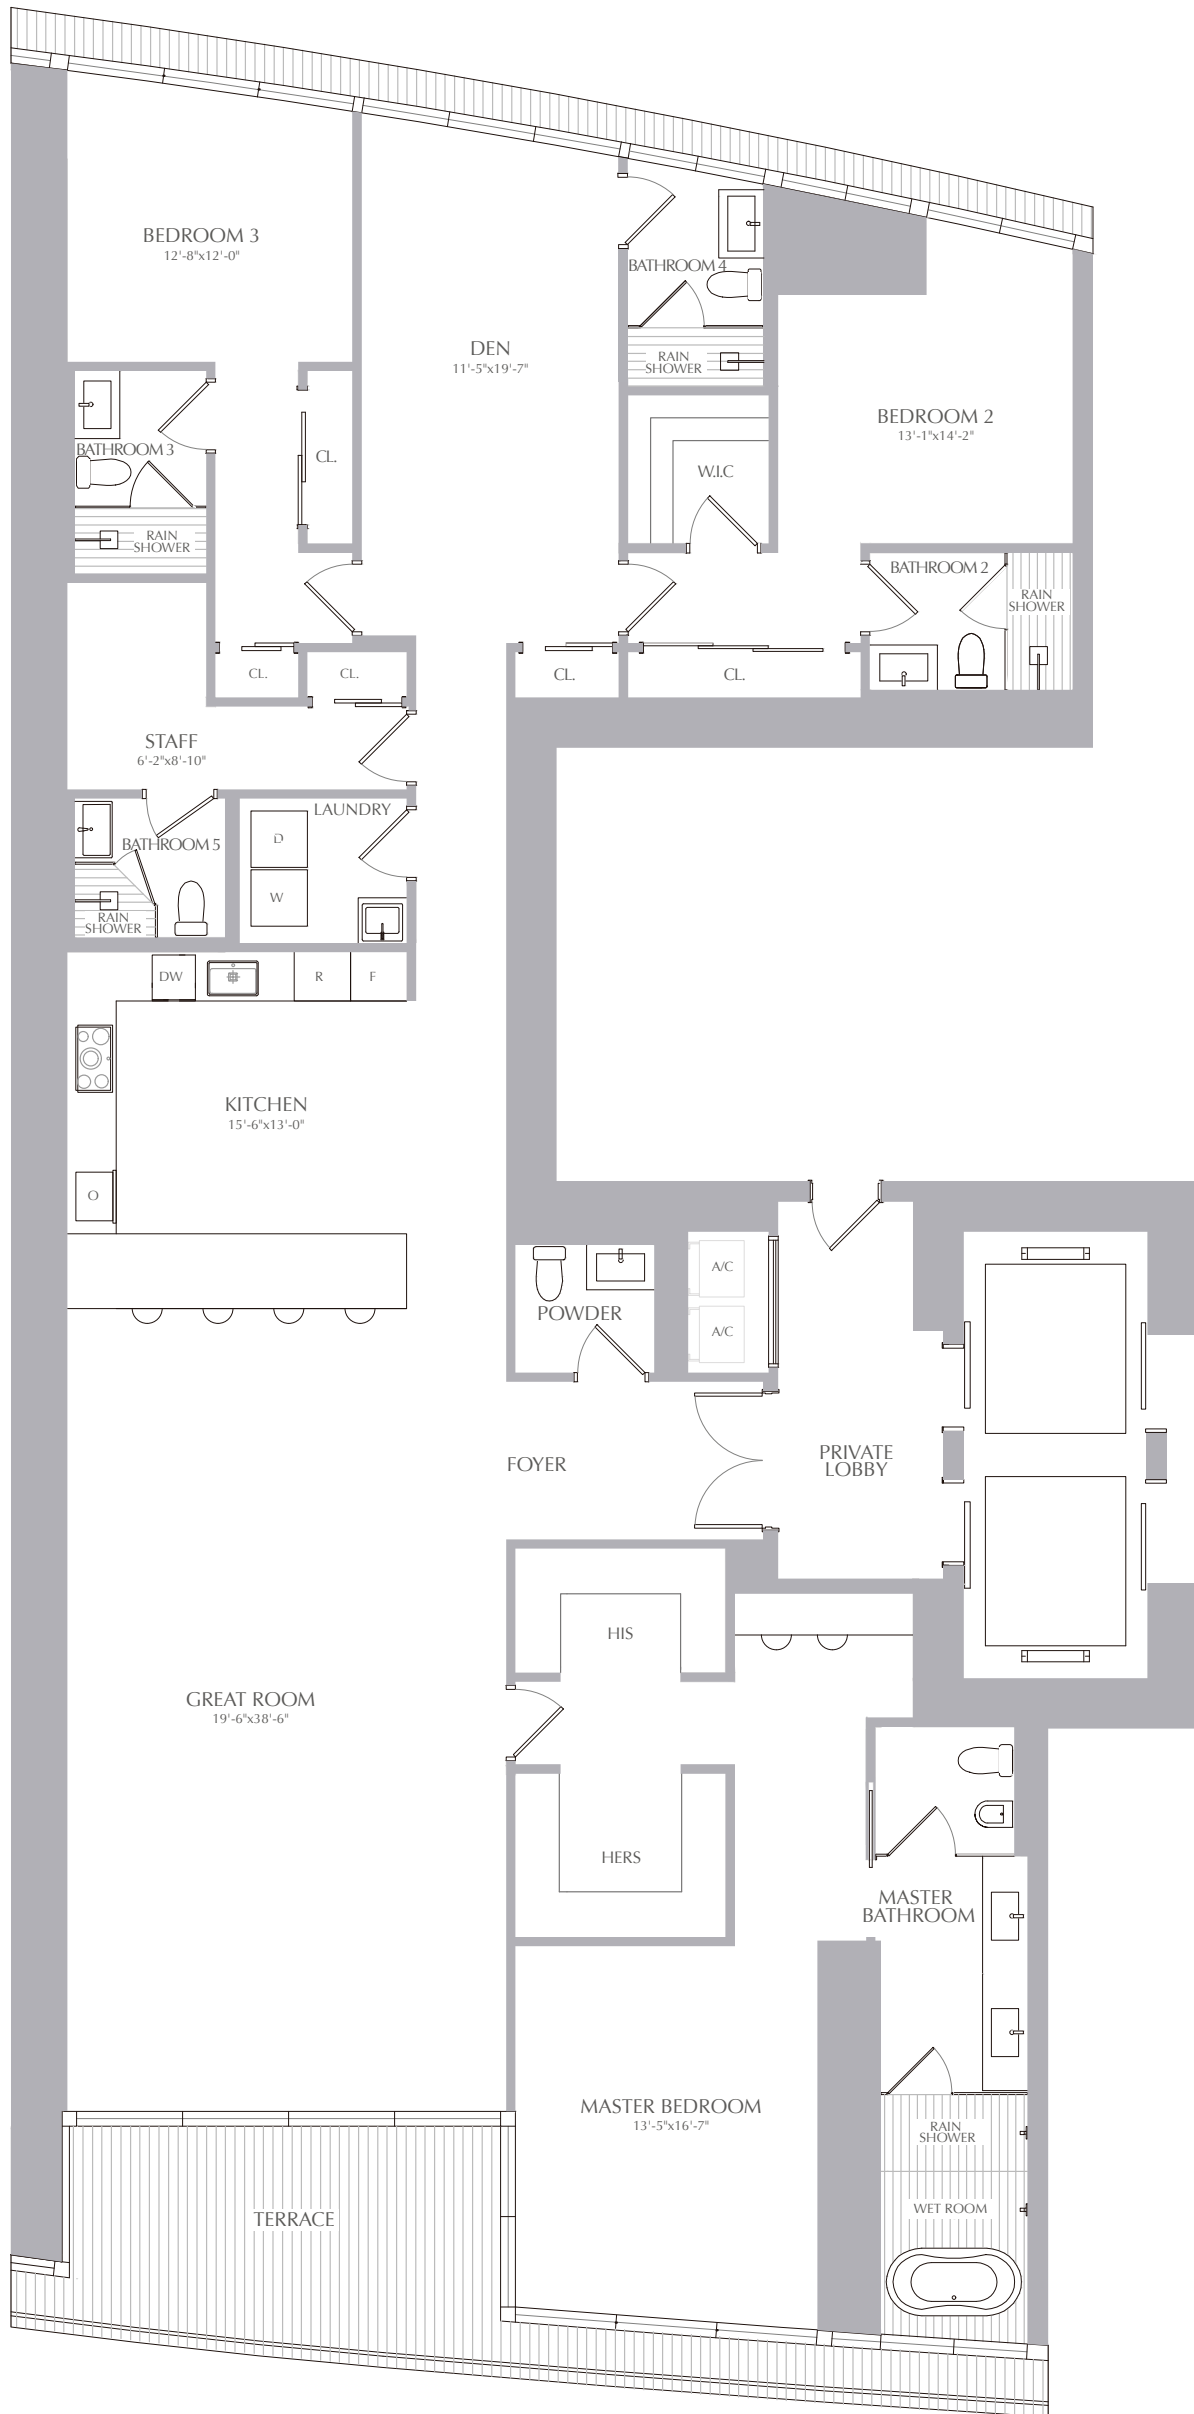 BEDROOM 3
12'-8"x12'-0"
BATHROOM 4
DEN
11'-5"x19'-7"
RAIN
SHOWER
BEDROOM 2
13'-1"x14'-2"
BATHROOM 3
CL.
W.I.C
RAIN
SHOWER
BATHROOM 2
RAIN
SHOWER
CL.
CL.
CL.
CL.
STAFF
6'-2"x8'-10"
LAUNDRY
D
BATHROOM 5
W
RAIN
SHOWER
DW
R
F
KITCHEN
15'-6"x13'-0"
O
A/C
POWDER
A/C
FOYER
PRIVATE
LOBBY
HIS
GREAT ROOM
19'-6"x38'-6"
HERS
MASTER
BATHROOM
MASTER BEDROOM
13'-5"x16'-7"
RAIN
SHOWER
WET ROOM
TERRACE